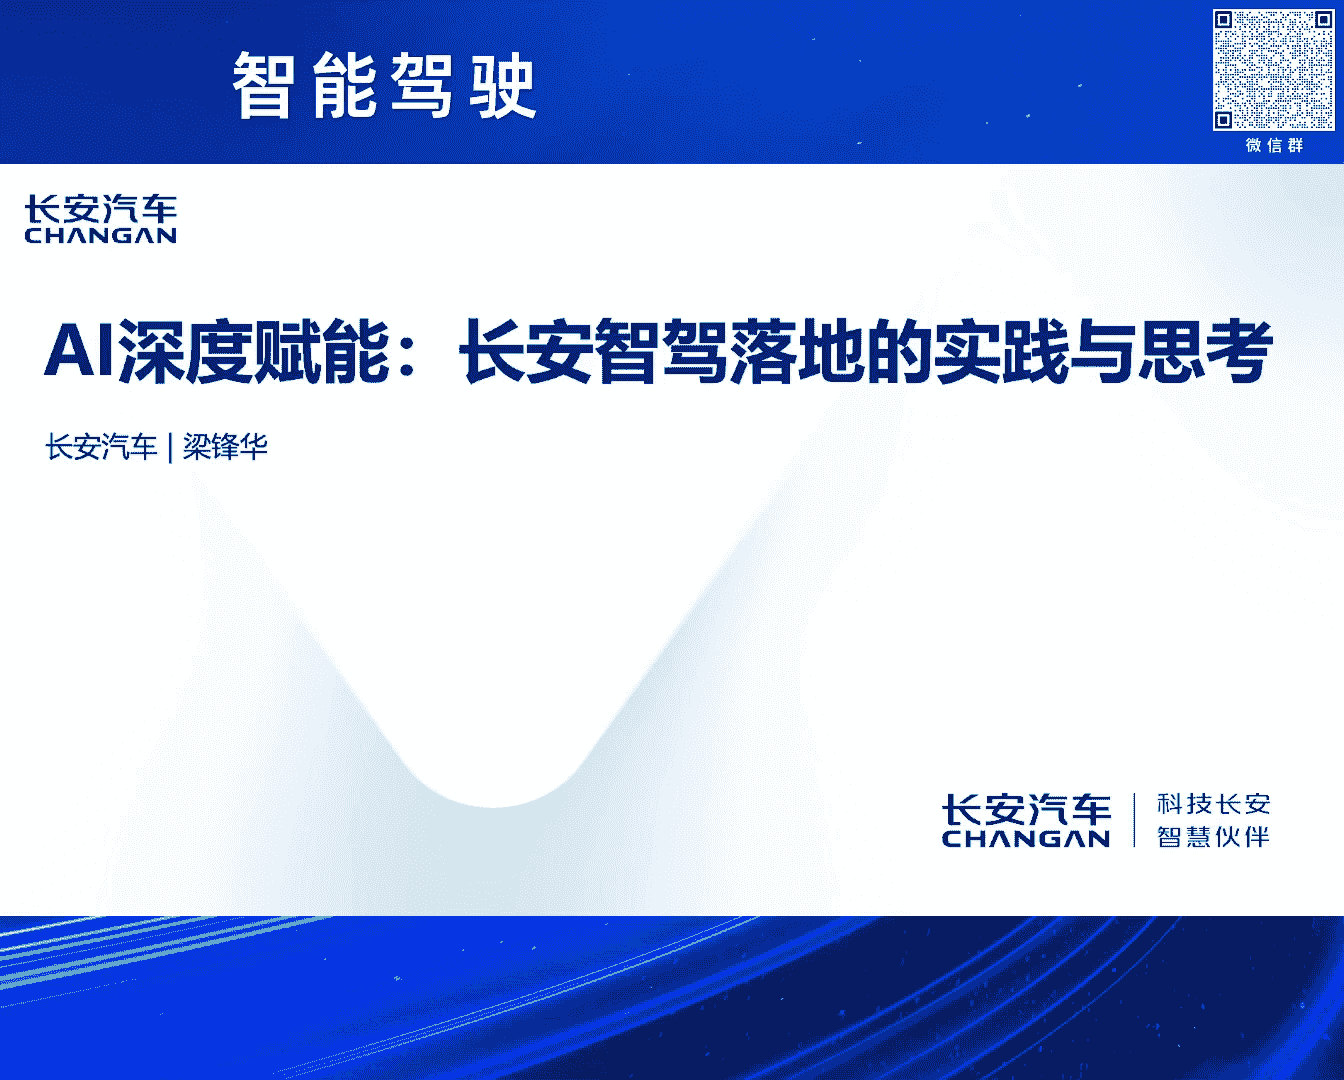 智能驾驶
微信群
长安汽车
CHANGAN
AI深度赋能：长安智驾落地的实践与思考
长安汽车 | 梁锋华
长安汽车
CHANGAN
科技长安
智慧伙伴